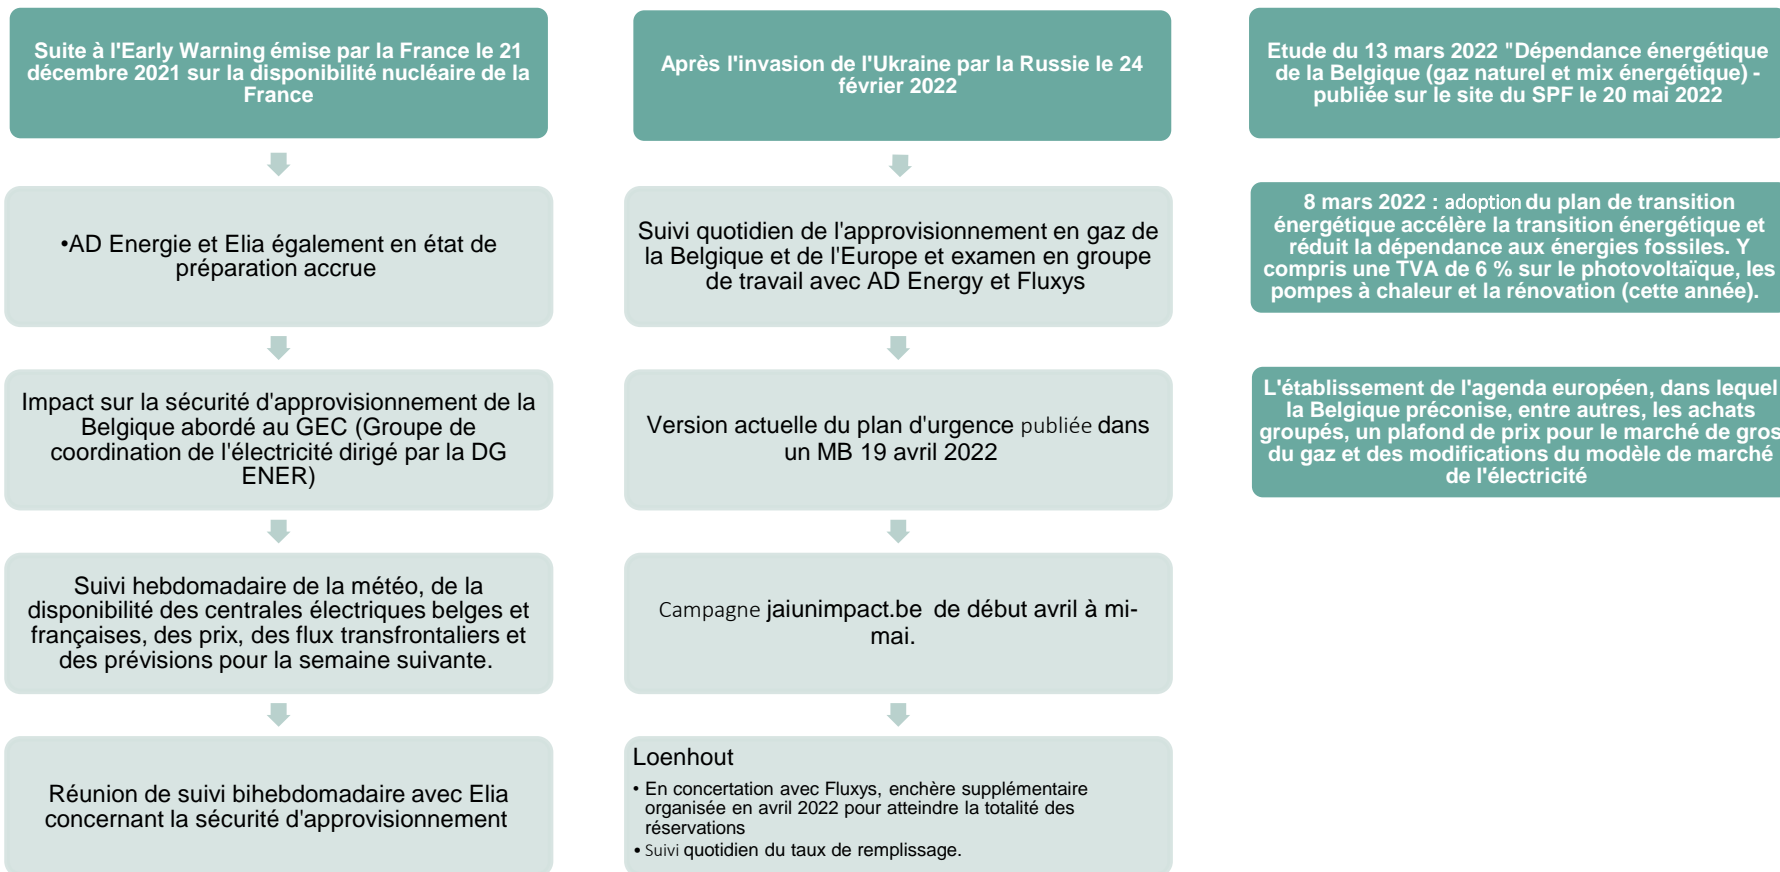 Suite à l'Early Warning émise par la France le 21
décembre 2021 sur la disponibilité nucléaire de la
France
•AD Energie et Elia également en état de
préparation accrue
Impact sur la sécurité d'approvisionnement de la
Belgique abordé au GEC (Groupe de
coordination de l'électricité dirigé par la DG
ENER)
Suivi hebdomadaire de la météo, de la
disponibilité des centrales électriques belges et
françaises, des prix, des flux transfrontaliers et
des prévisions pour la semaine suivante.
Réunion de suivi bihebdomadaire avec Elia
concernant la sécurité d'approvisionnement
Après l'invasion de l'Ukraine par la Russie le 24
février 2022
Suivi quotidien de l'approvisionnement en gaz de
la Belgique et de l'Europe et examen en groupe
de travail avec AD Energy et Fluxys
Version actuelle du plan d'urgence publiée dans
un MB 19 avril 2022
Campagne jaiunimpact.be de début avril à mi-
mai.
Loenhout
• En concertation avec Fluxys, enchère supplémentaire
organisée en avril 2022 pour atteindre la totalité des
réservations
• Suivi quotidien du taux de remplissage.
Etude du 13 mars 2022 "Dépendance énergétique
de la Belgique (gaz naturel et mix énergétique) -
publiée sur le site du SPF le 20 mai 2022
8 mars 2022 : adoption du plan de transition
énergétique accélère la transition énergétique et
réduit la dépendance aux énergies fossiles. Y
compris une TVA de 6 % sur le photovoltaïque, les
pompes à chaleur et la rénovation (cette année).
L'établissement de l'agenda européen, dans lequel
la Belgique préconise, entre autres, les achats
groupés, un plafond de prix pour le marché de gros
du gaz et des modifications du modèle de marché
de l'électricité